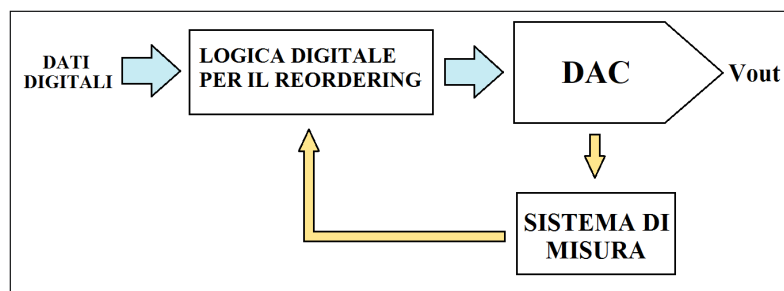 DATI
DIGITALI
LOGICA DIGITALE
PER IL REORDERING
DAC
Vout
SISTEMA DI
MISURA